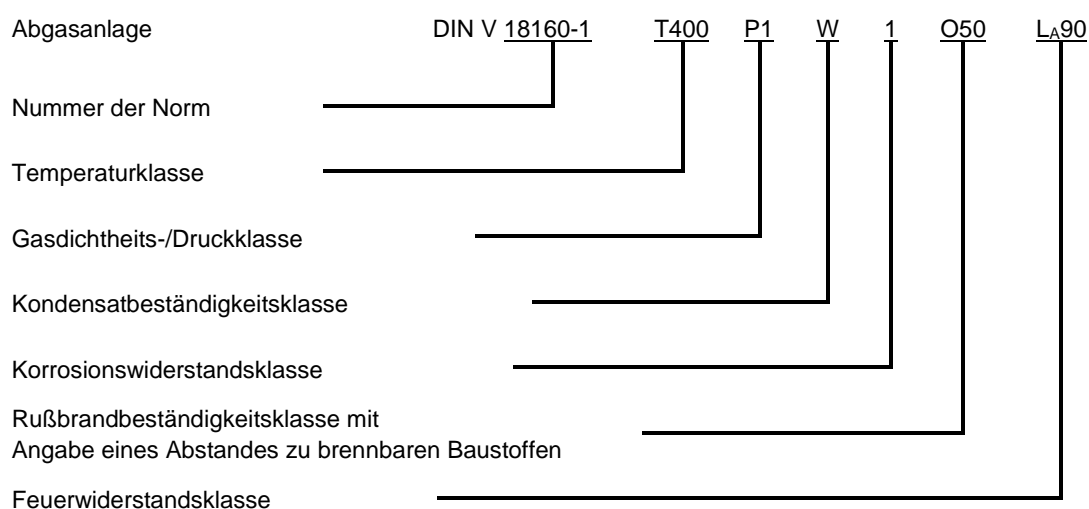 Abgasanlage DIN V 18160-1 T400 P1 W 1 O50 LA90
Nummer der Norm
Temperaturklasse
Gasdichtheits-/Druckklasse
Kondensatbeständigkeitsklasse
Korrosionswiderstandsklasse
Rußbrandbeständigkeitsklasse mit
Angabe eines Abstandes zu brennbaren Baustoffen
Feuerwiderstandsklasse